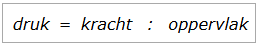 druk = kracht : oppervlak